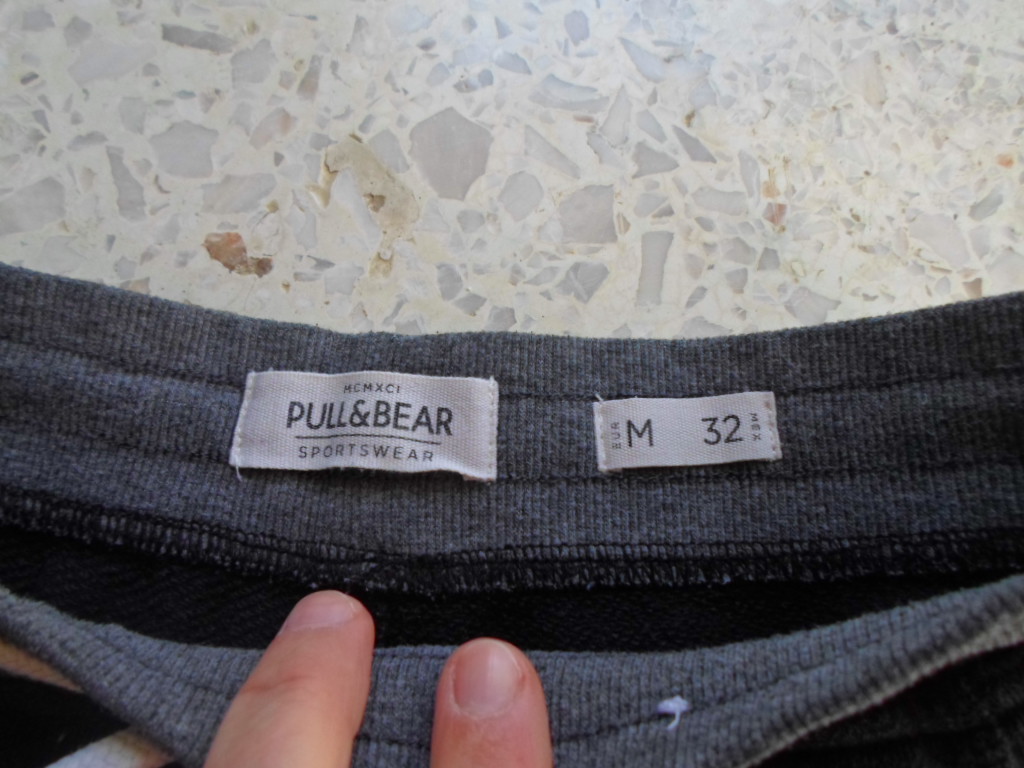 MCMXCI
PULL&BEAR
SPORTSWEAR
EUR M 32 MEX